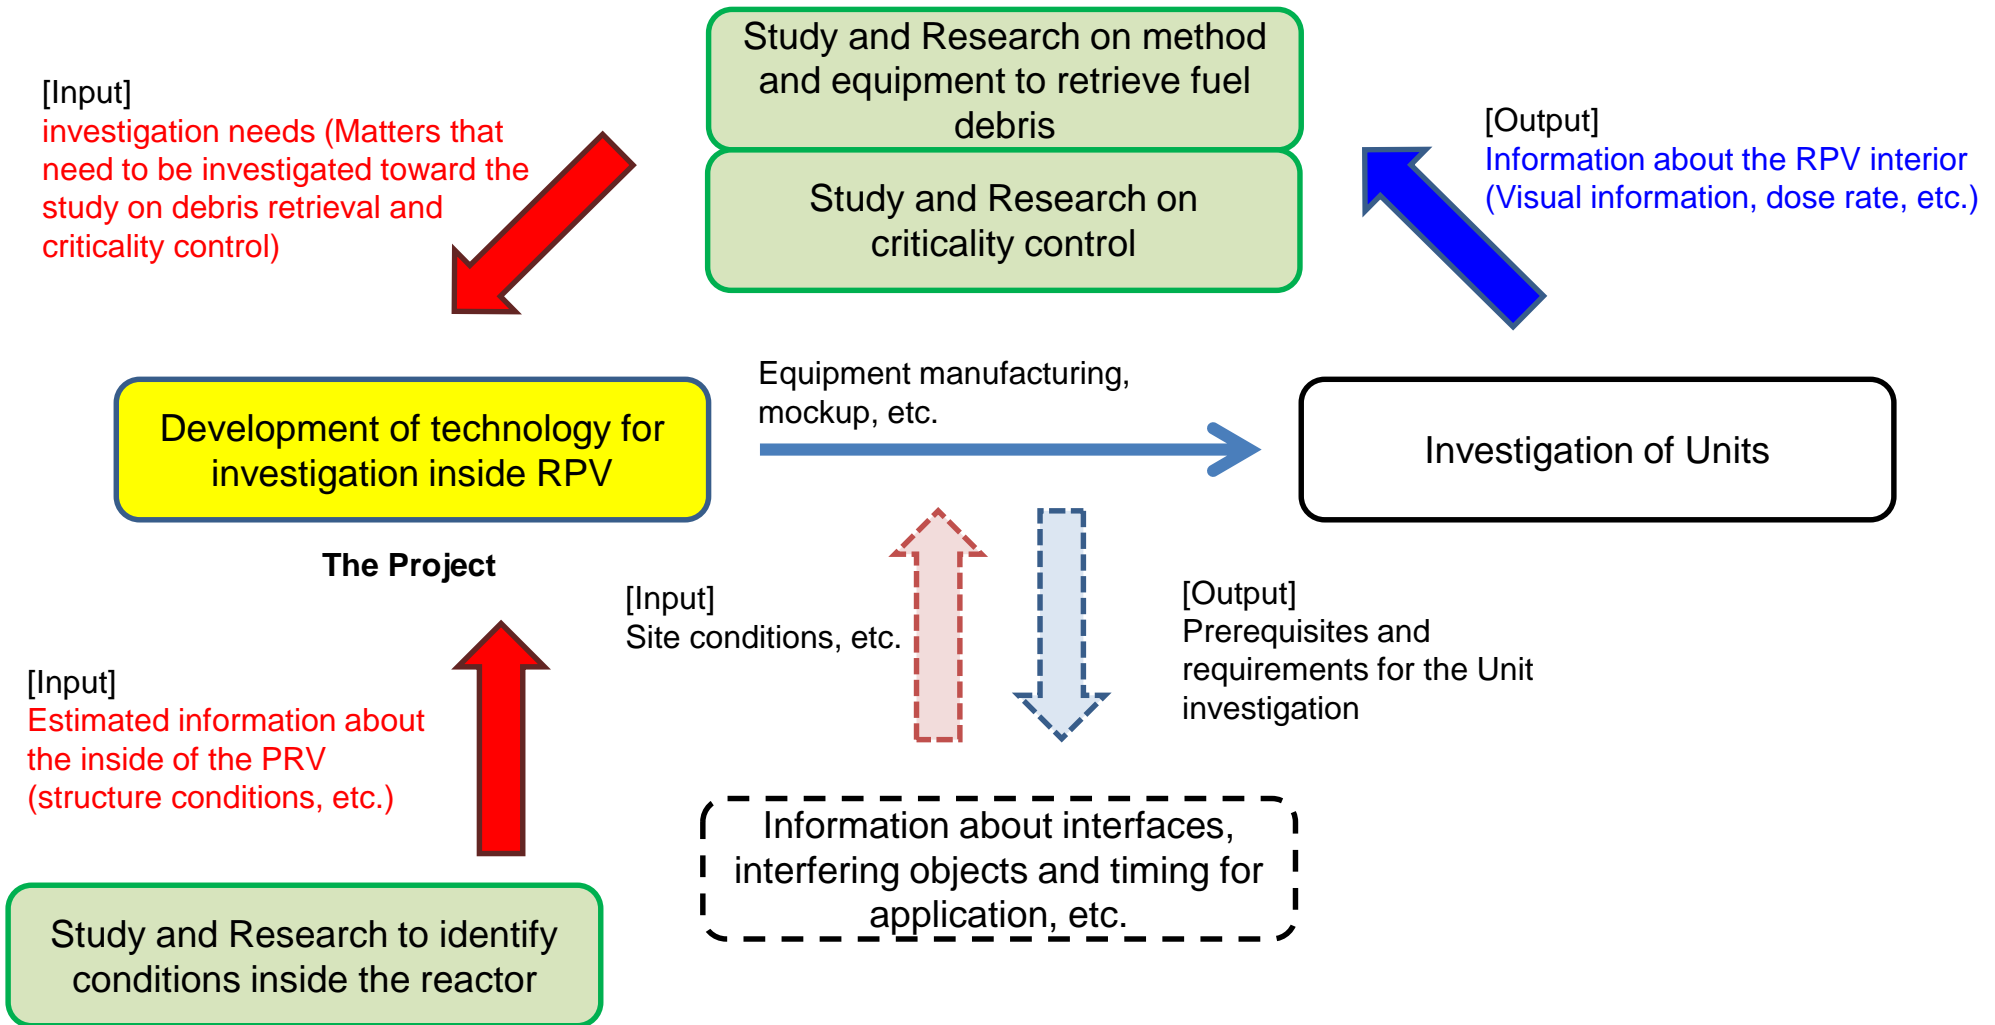 Study and Research on method
and equipment to retrieve fuel
debris
Study and Research on
criticality control
[Input]
investigation needs (Matters that
need to be investigated toward the
study on debris retrieval and
criticality control)
[Output]
Information about the RPV interior
(Visual information, dose rate, etc.)
Development of technology for
investigation inside RPV
The Project
Equipment manufacturing,
mockup, etc.
Investigation of Units
[Input]
Site conditions, etc.
[Output]
Prerequisites and
requirements for the Unit
investigation
[Input]
Estimated information about
the inside of the PRV
(structure conditions, etc.)
Information about interfaces,
interfering objects and timing for
application, etc.
Study and Research to identify
conditions inside the reactor